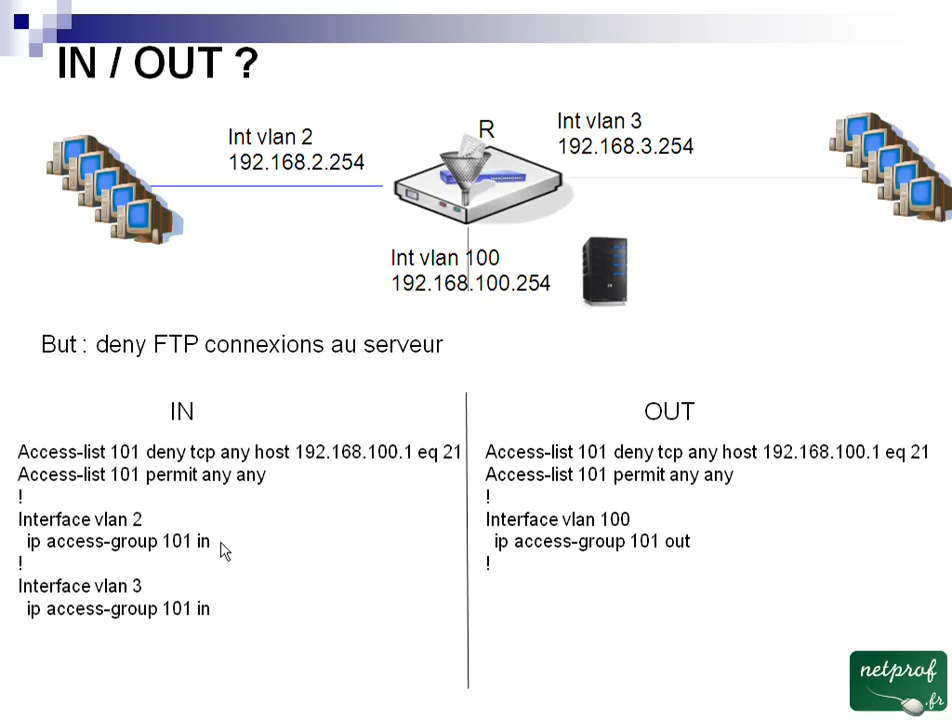 IN / OUT ?
Int vlan 2
192.168.2.254
R
Int vlan 3
192.168.3.254
Int vlan 100
192.168.100.254
But : deny FTP connexions au serveur
IN
Access-list 101 deny tcp any host 192.168.100.1 eq 21
Access-list 101 permit any any
!
Interface vlan 2
ip access-group 101 in
!
Interface vlan 3
ip access-group 101 in
OUT
Access-list 101 deny tcp any host 192.168.100.1 eq 21
Access-list 101 permit any any
!
Interface vlan 100
ip access-group 101 out
!
netprof
.fr